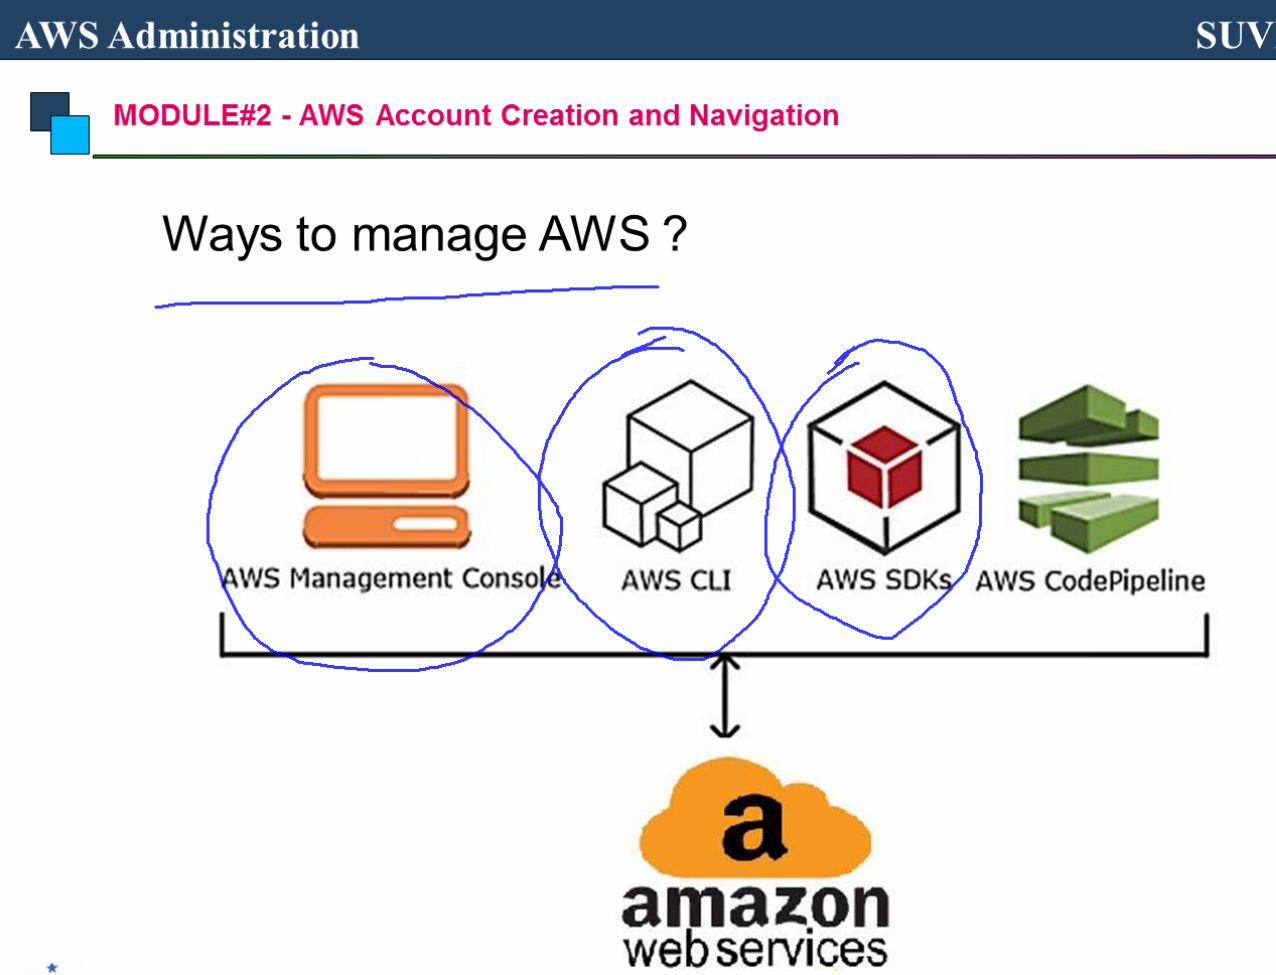 AWS Administration
MODULE#2 - AWS Account Creation and Navigation
Ways to manage AWS ?
AWS Management Console AWS CLI AWS SDKs AWS CodePipeline
a
amazon
web services